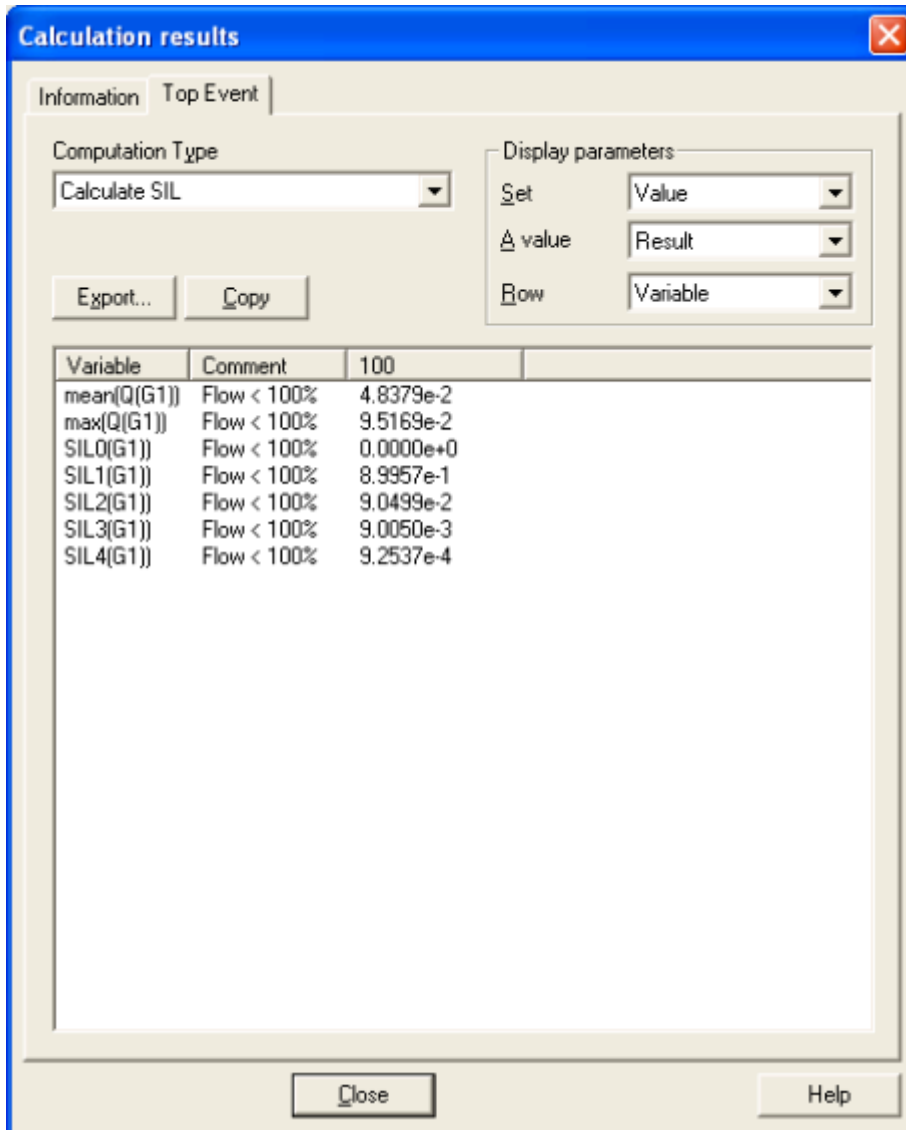 Calculation results
Information Top Event
Computation Type
Calculate SIL
Display parameters
Set Value
A value Result
Row Variable
Export... Copy
Variable Comment 100
mean(Q(G1)) Flow < 100% 4.8379e-2
max(Q(G1)) Flow < 100% 9.5169e-2
SIL0(G1)) Flow < 100% 0.0000e+0
SIL1(G1)) Flow < 100% 8.9957e-1
SIL2(G1)) Flow < 100% 9.0499e-2
SIL3(G1)) Flow < 100% 9.0050e-3
SIL4(G1)) Flow < 100% 9.2537e-4
Close Help